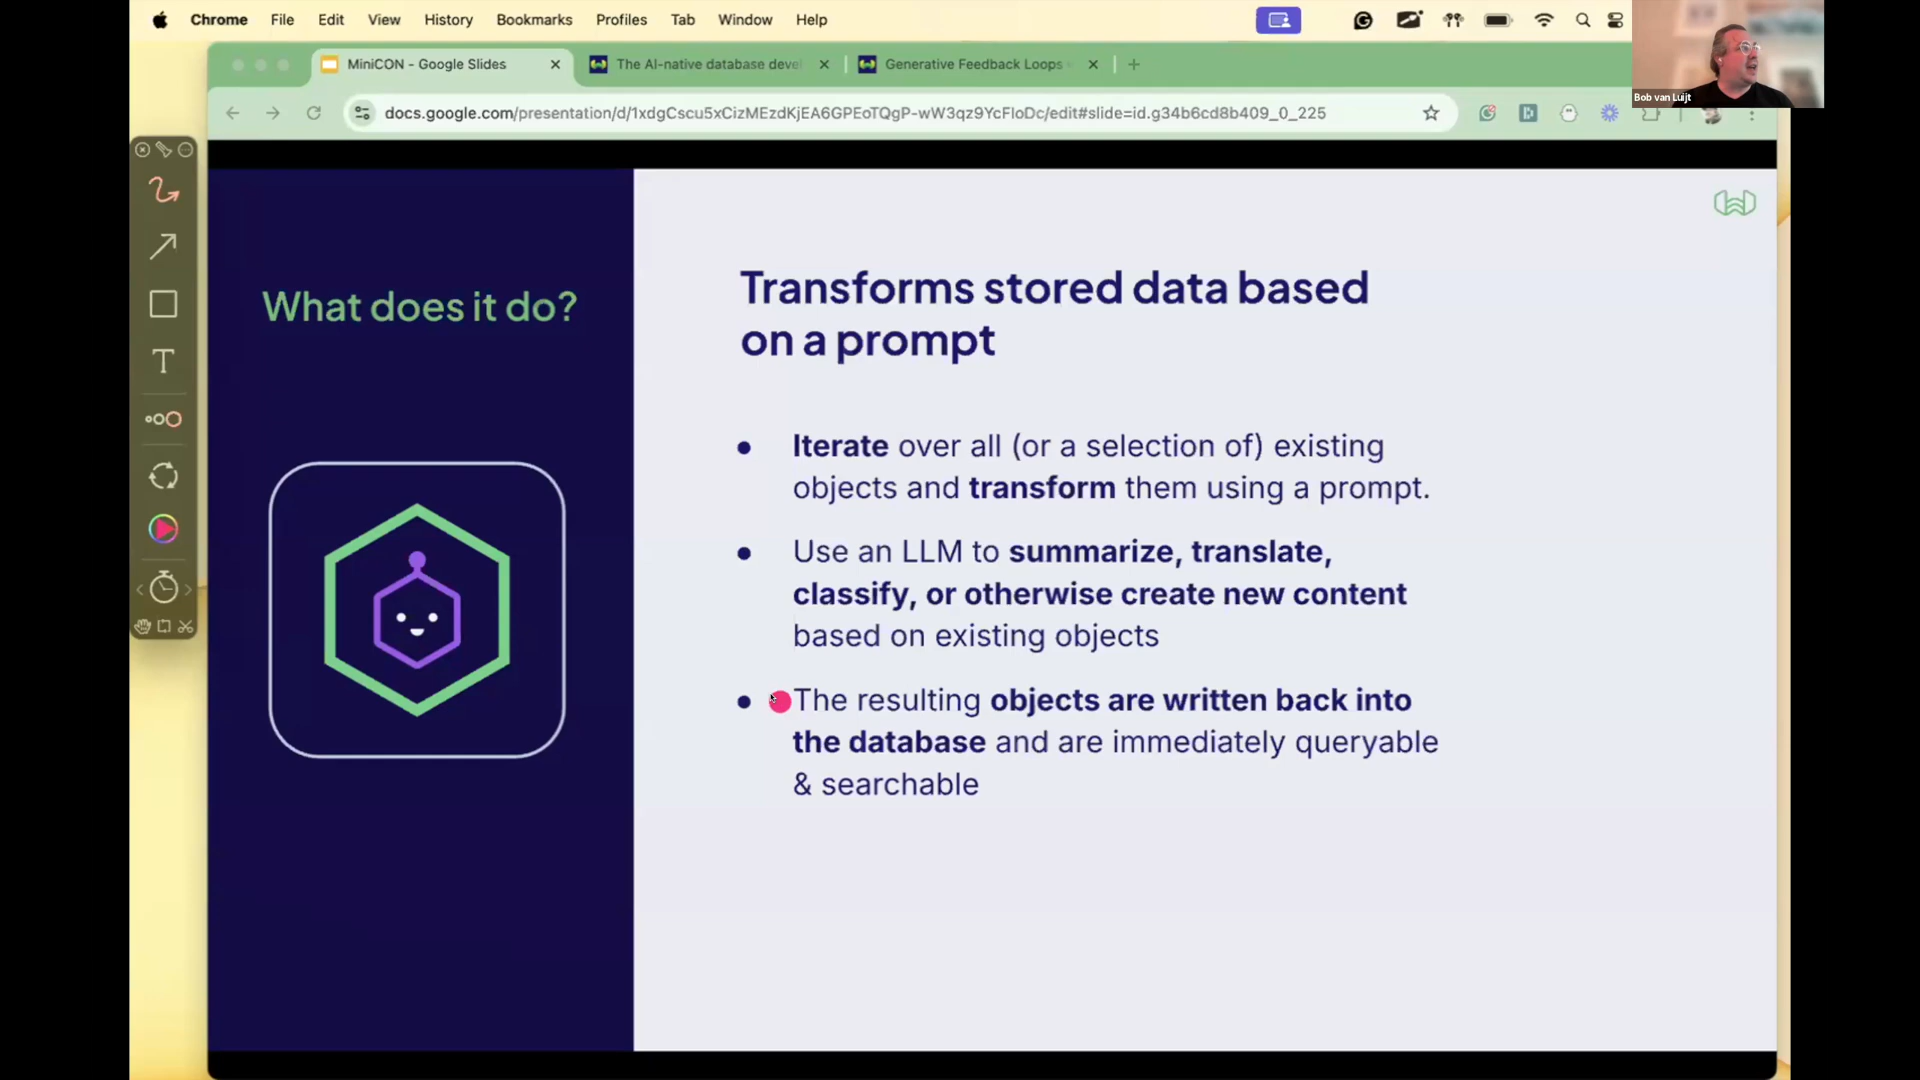 Chrome File Edit View History Bookmarks Profiles Tab Window Help
MiniCON - Google Slides
The AI-native database devel
Generative Feedback Loops
docs.google.com/presentation/d/1xdgCscu5xCizMEzdKjEA6GPEoTQgP-wW3qz9YcFIoDc/edit#slide=id.g34b6cd8b409_0_225
Bob van Luijt
T
What does it do?
Transforms stored data based
on a prompt
• Iterate over all (or a selection of) existing
objects and transform them using a prompt.
• Use an LLM to summarize, translate,
classify, or otherwise create new content
based on existing objects
• The resulting objects are written back into
the database and are immediately queryable
& searchable